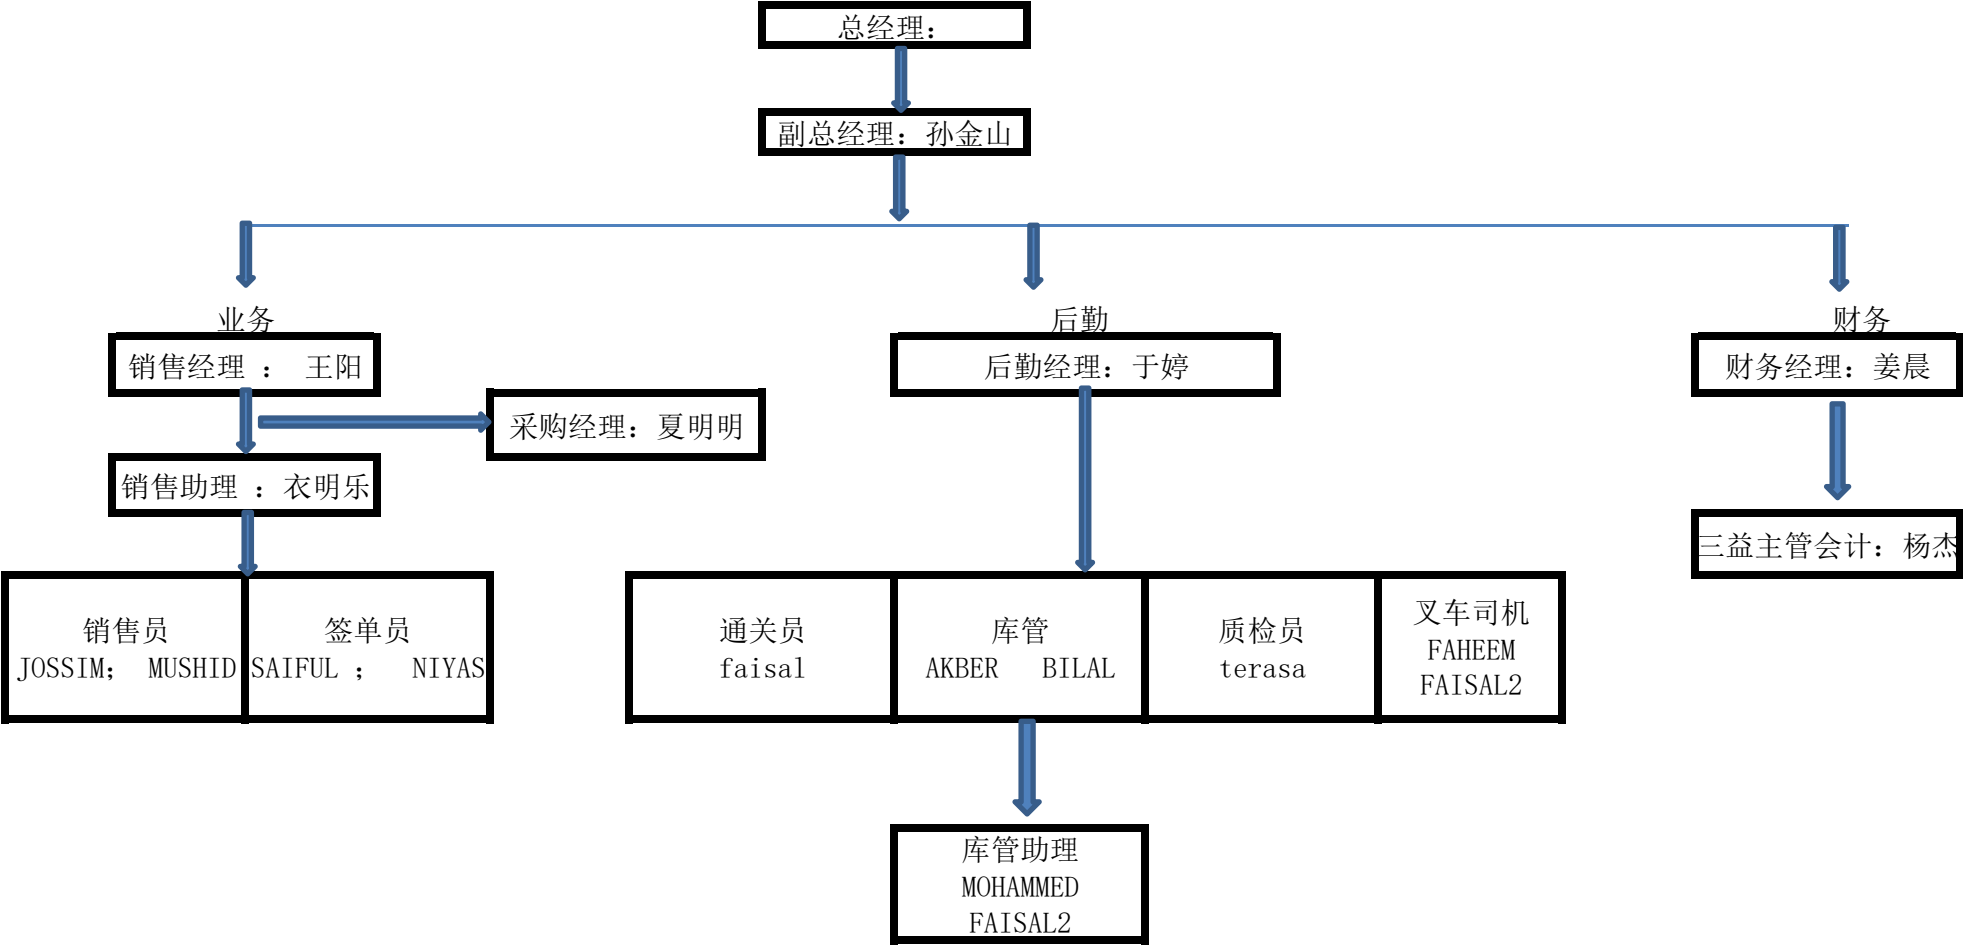 总经理：
副总经理：孙金山
业务
后勤
财务
销售经理 ： 王阳
后勤经理：于婷
财务经理：姜晨
采购经理：夏明明
销售助理 ：衣明乐
三益主管会计：杨杰
销售员
JOSSIM； MUSHID
签单员
SAIFUL ； NIYAS
通关员
faisal
库管
AKBER BILAL
质检员
terasa
叉车司机
FAHEEM
FAISAL2
库管助理
MOHAMMED
FAISAL2